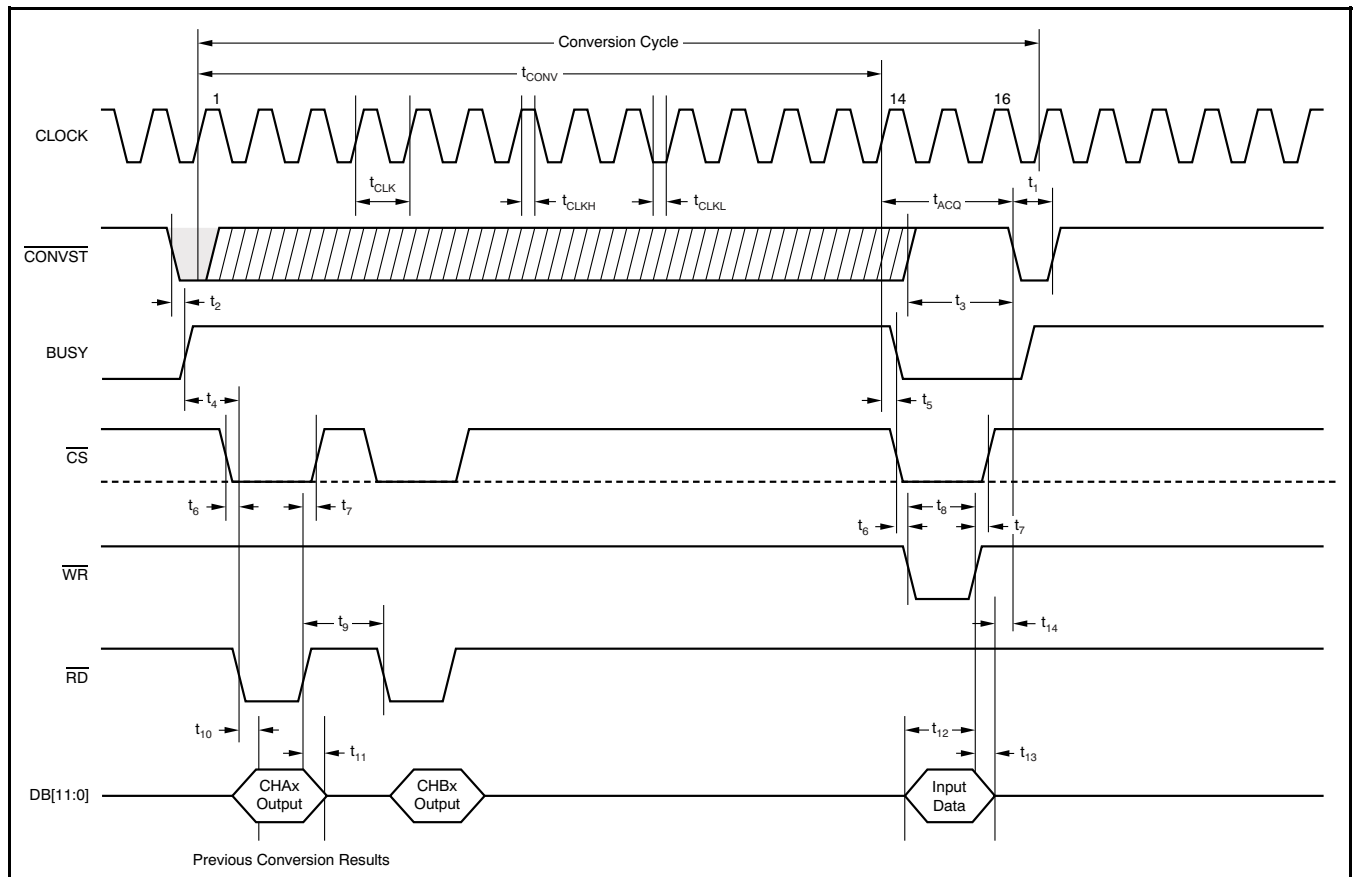 Conversion Cycle
tCONV
1 14 16
CLOCK
tCLK tCLKH tCLKL tACQ t1
CONVST
t2 t3
BUSY
t4 t5
CS
t6 t7 t8
t6 t7
WR
t9 t14
RD
t10 t11 t12 t13
DB[11:0]
CHAx
Output
CHBx
Output
Input
Data
Previous Conversion Results